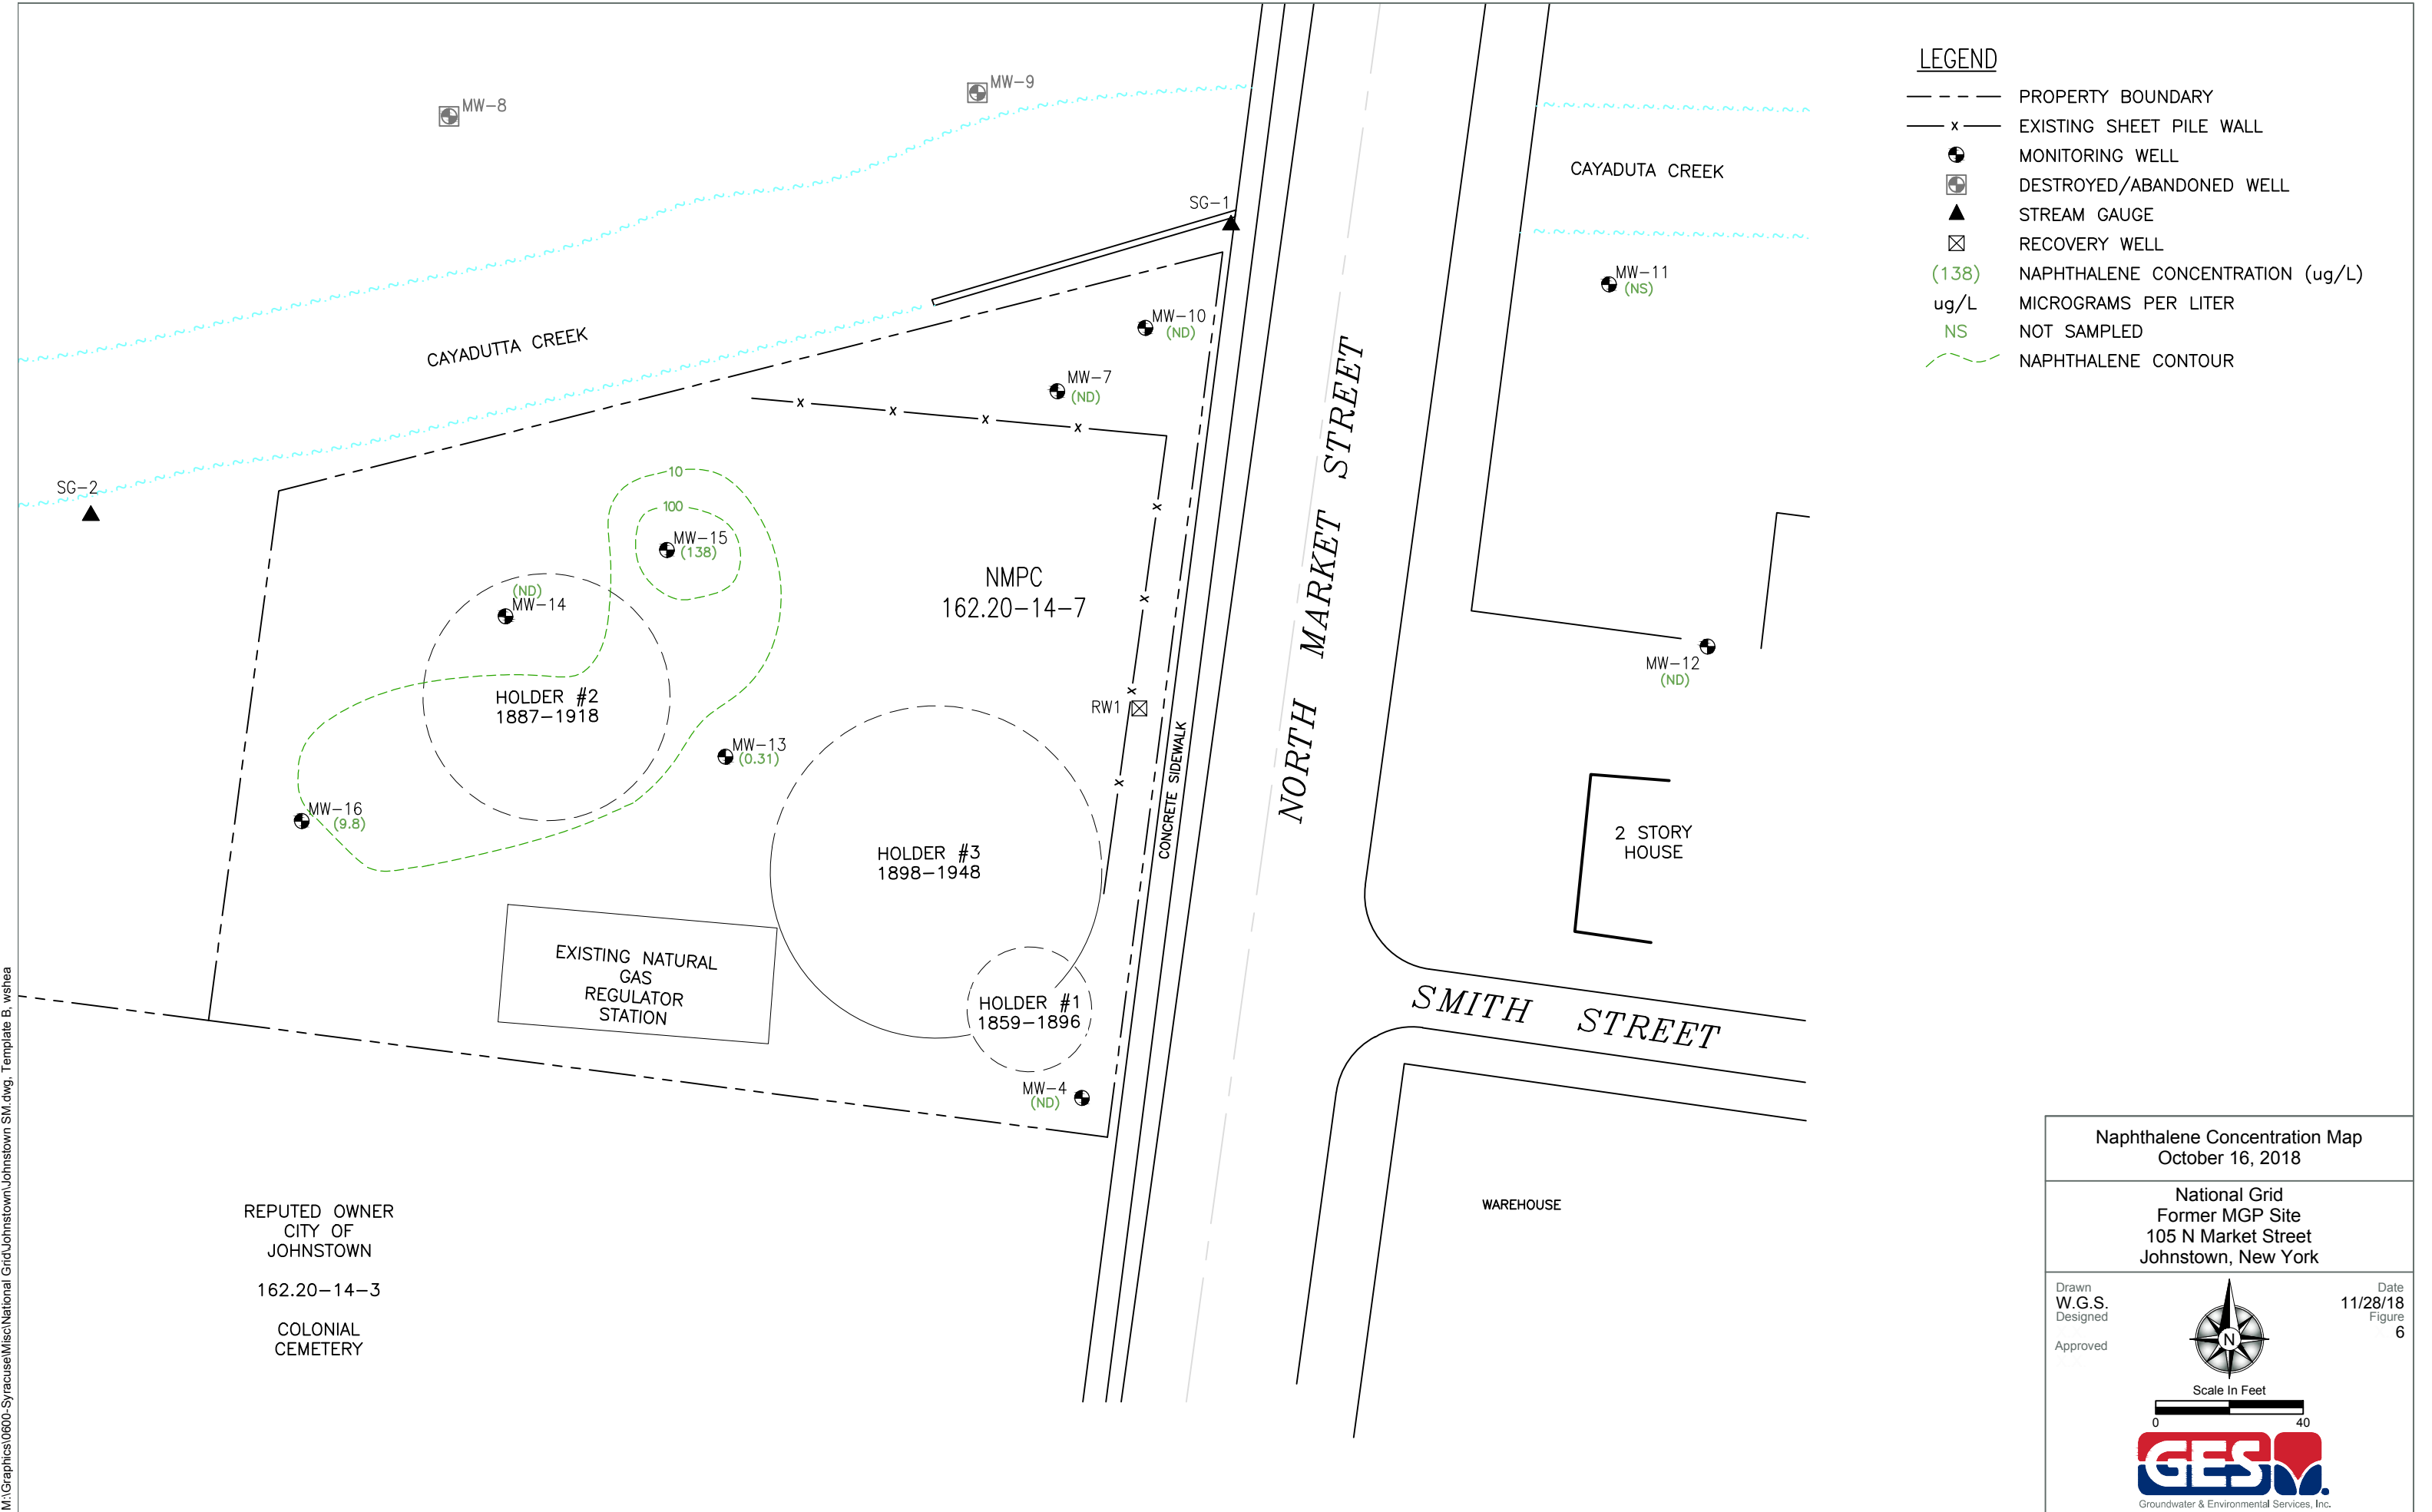 MW-8
MW-9
SG-1
CAYADUTTA CREEK
CAYADUTA CREEK
MW-11
(NS)
MW-10
(ND)
MW-7
(ND)
SG-2
10
100
MW-15
(138)
(ND)
MW-14
NMPC
162.20-14-7
NORTH MARKET STREET
MW-12
(ND)
HOLDER #2
1887-1918
RW1
CONCRETE SIDEWALK
MW-13
(0.31)
MW-16
(9.8)
HOLDER #3
1898-1948
2 STORY
HOUSE
EXISTING NATURAL
GAS
REGULATOR
STATION
HOLDER #1
1859-1896
SMITH STREET
MW-4
(ND)
WAREHOUSE
REPUTED OWNER
CITY OF
JOHNSTOWN
162.20-14-3
COLONIAL
CEMETERY
M:\Graphics\0600-Syracuse\Misc\National Grid\Johnstown\Johnstown SM.dwg, Template B, wshea
LEGEND
PROPERTY BOUNDARY
x EXISTING SHEET PILE WALL
MONITORING WELL
DESTROYED/ABANDONED WELL
STREAM GAUGE
RECOVERY WELL
(138) NAPHTHALENE CONCENTRATION (ug/L)
ug/L MICROGRAMS PER LITER
NS NOT SAMPLED
NAPHTHALENE CONTOUR
Naphthalene Concentration Map
October 16, 2018
National Grid
Former MGP Site
105 N Market Street
Johnstown, New York
Drawn
W.G.S.
Designed
Approved
Date
11/28/18
Figure
6
N
Scale In Feet
0 40
GES
Groundwater & Environmental Services, Inc.